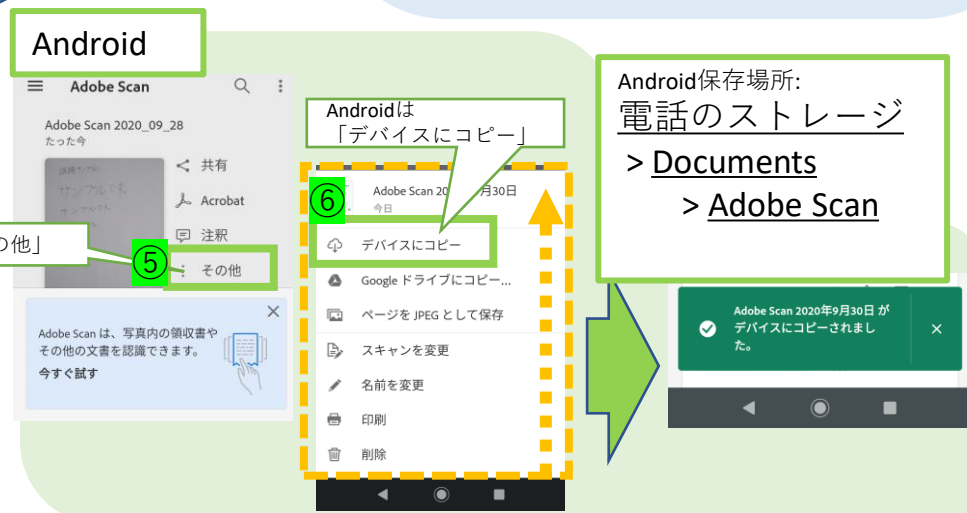 Android
Adobe Scan
Adobe Scan 2020_09_28
たった今
サンプルです
共有
Acrobat
注釈
の他」
⑤
その他
Adobe Scan は、写真内の領収書や
その他の文書を認識できます。
今すぐ試す
Androidは
「デバイスにコピー」
⑥
Adobe Scan 20 月30日
今日
デバイスにコピー
Google ドライブにコピー...
ページを JPEG として保存
スキャンを変更
名前を変更
印刷
削除
Android保存場所:
電話のストレージ
> Documents
> Adobe Scan
Adobe Scan 2020年9月30日 が
デバイスにコピーされまし
た。